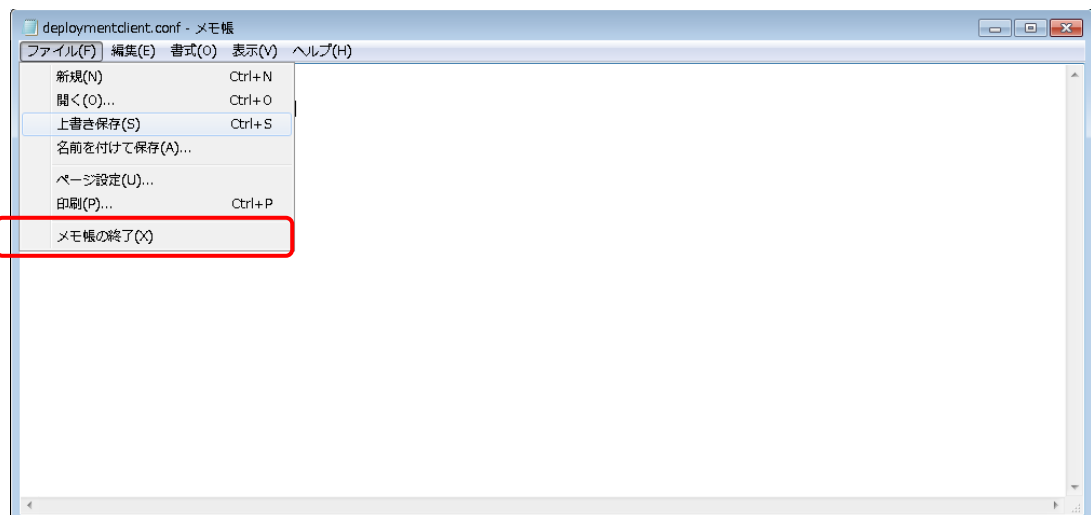 deploymentclient.conf - メモ帳
ファイル(F) 編集(E) 書式(O) 表示(V) ヘルプ(H)
新規(N) Ctrl+N
開く(O)... Ctrl+O
上書き保存(S) Ctrl+S
名前を付けて保存(A)...
ページ設定(U)...
印刷(P)... Ctrl+P
メモ帳の終了(X)